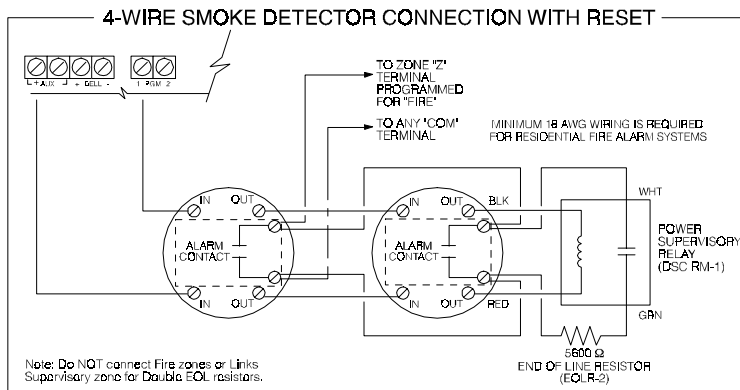 4-WIRE SMOKE DETECTOR CONNECTION WITH RESET
+ AUX - + BELL - 1 PGM 2
TO ZONE "Z"
TERMINAL
PROGRAMMED
FOR "FIRE"
TO ANY "COM"
TERMINAL
MINIMUM 18 AWG WIRING IS REQUIRED
FOR RESIDENTIAL FIRE ALARM SYSTEMS
IN OUT IN OUT BLK WHT
ALARM
CONTACT
ALARM
CONTACT
POWER
SUPERVISORY
RELAY
(DSC RM-1)
IN OUT IN OUT RED GRN
5600 Ω
END OF LINE RESISTOR
(EOLR-2)
Note: Do NOT connect Fire zones or Links
Supervisory zone for Double EOL resistors.